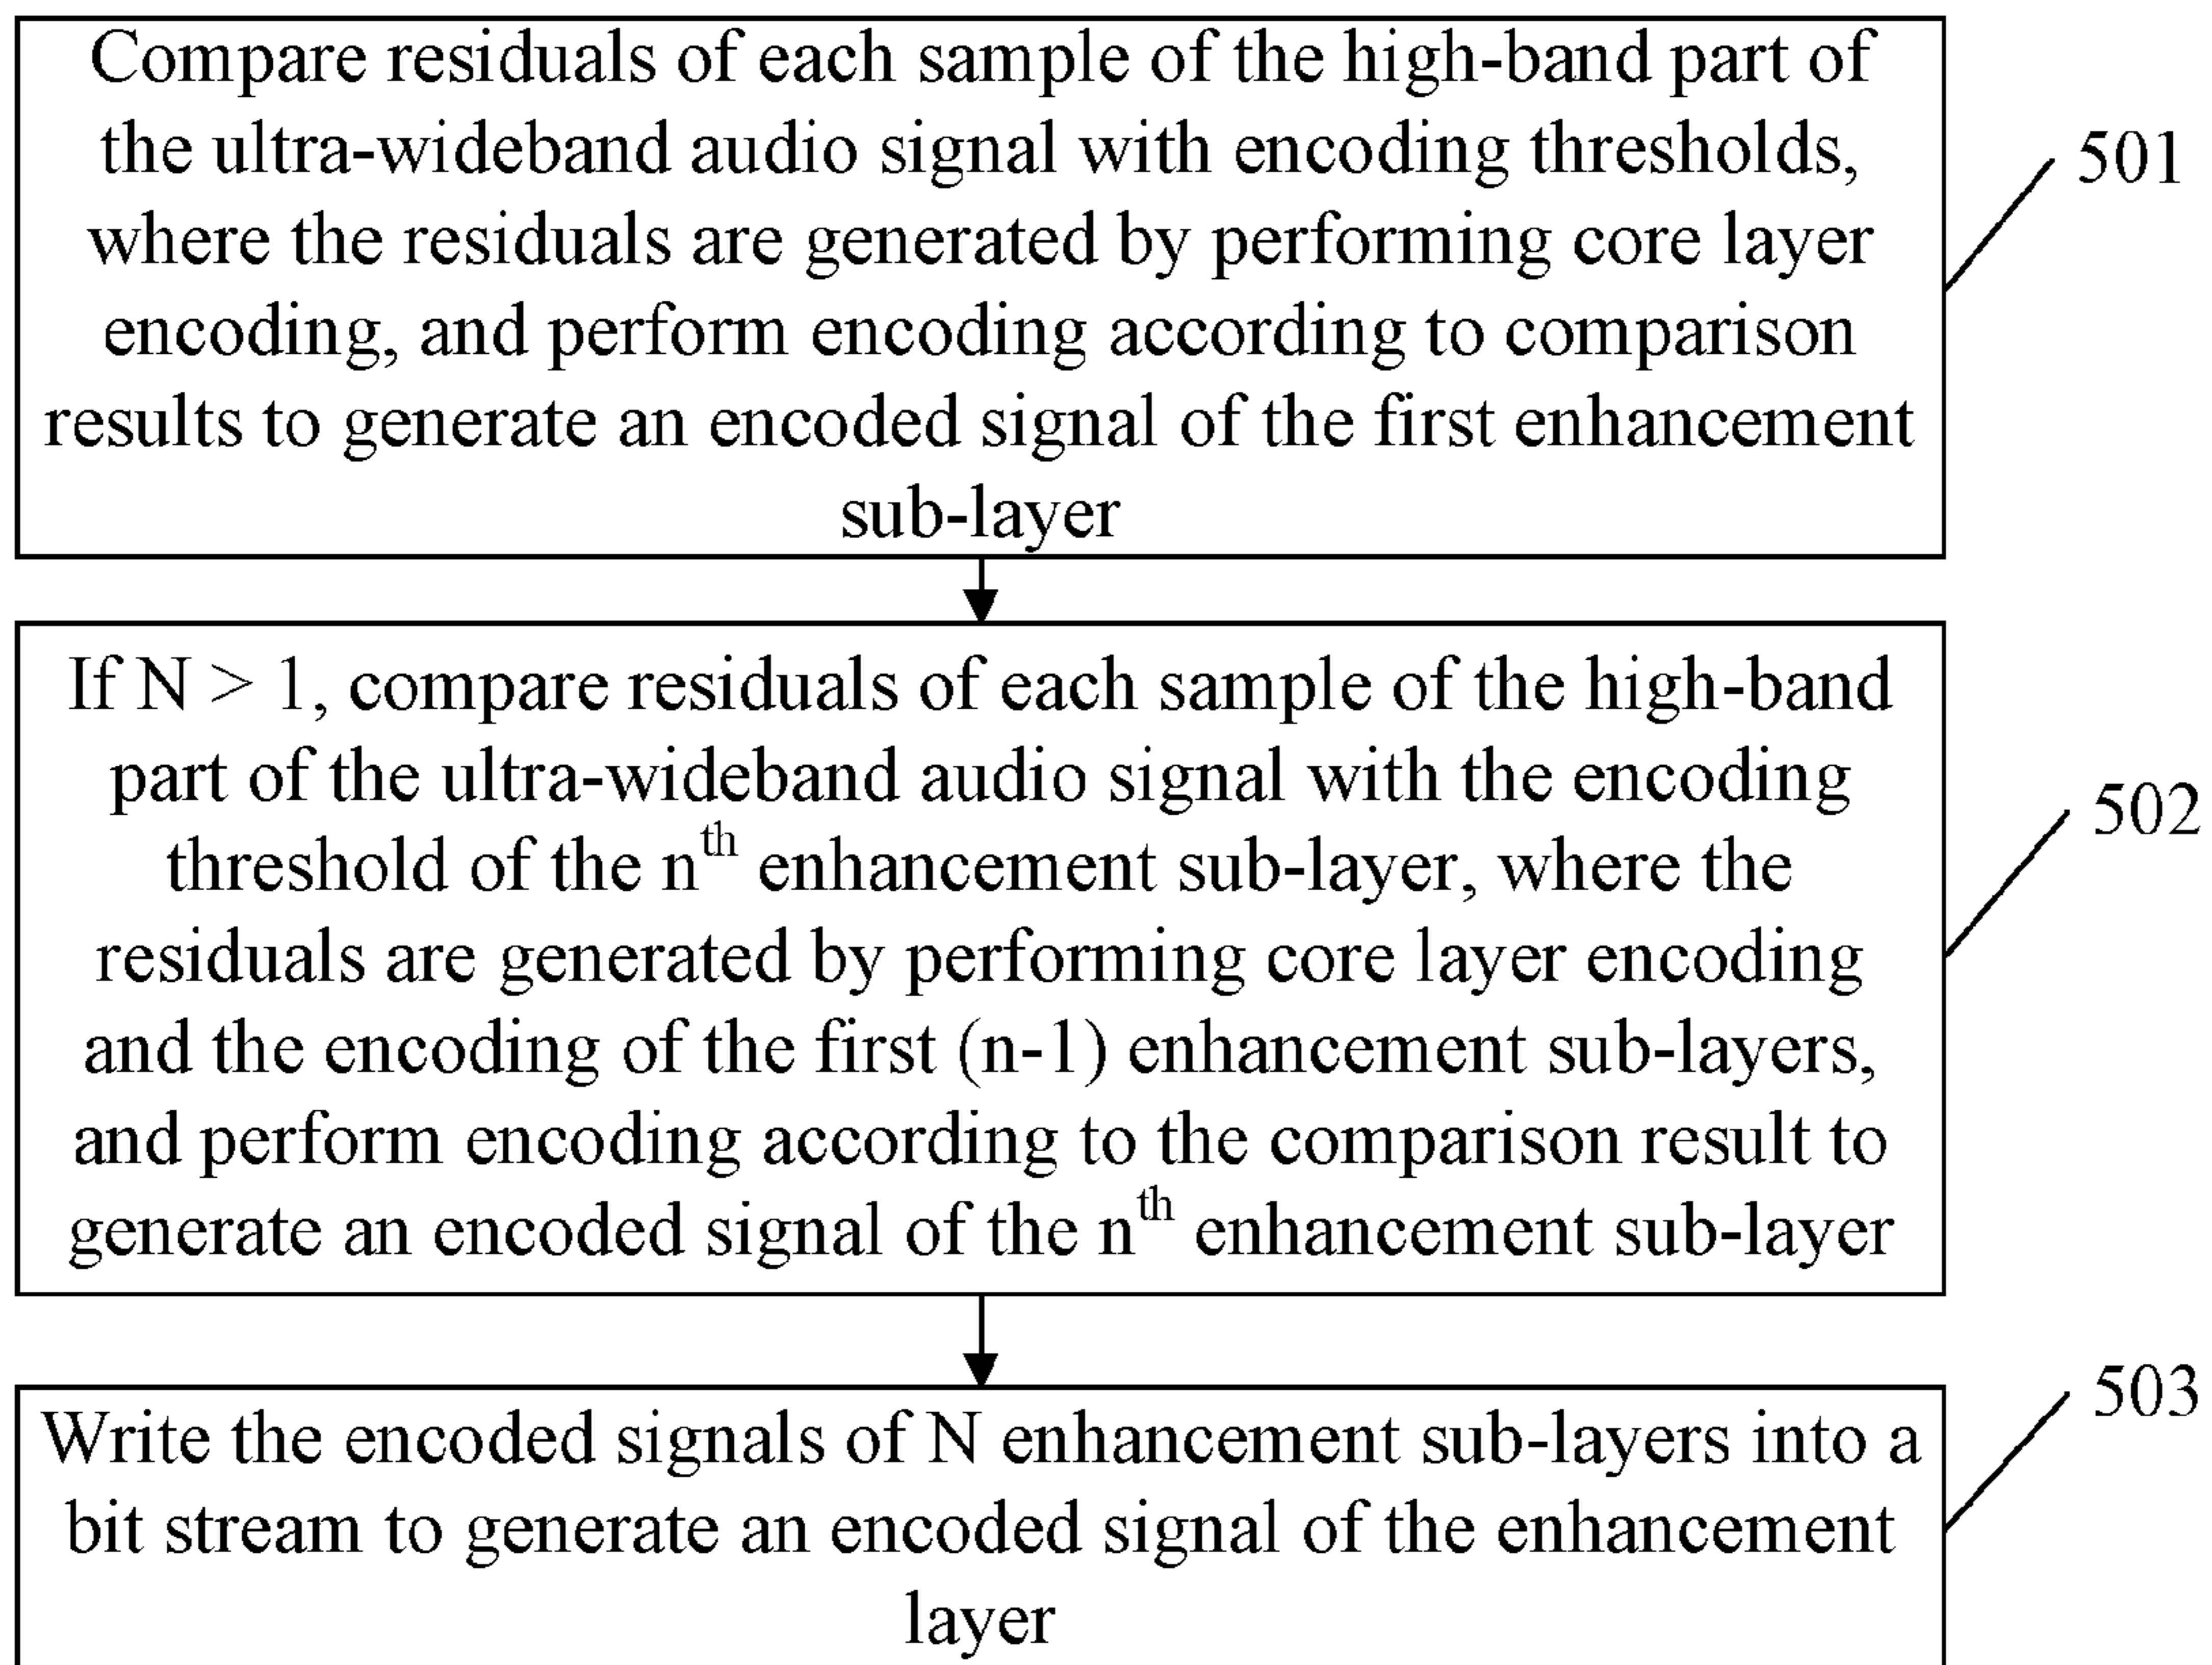 Compare residuals of each sample of the high-band part of
the ultra-wideband audio signal with encoding thresholds,
where the residuals are generated by performing core layer
encoding, and perform encoding according to comparison
results to generate an encoded signal of the first enhancement
sub-layer
501
If N > 1, compare residuals of each sample of the high-band
part of the ultra-wideband audio signal with the encoding
threshold of the nth enhancement sub-layer, where the
residuals are generated by performing core layer encoding
and the encoding of the first (n-1) enhancement sub-layers,
and perform encoding according to the comparison result to
generate an encoded signal of the nth enhancement sub-layer
502
Write the encoded signals of N enhancement sub-layers into a
bit stream to generate an encoded signal of the enhancement
layer
503